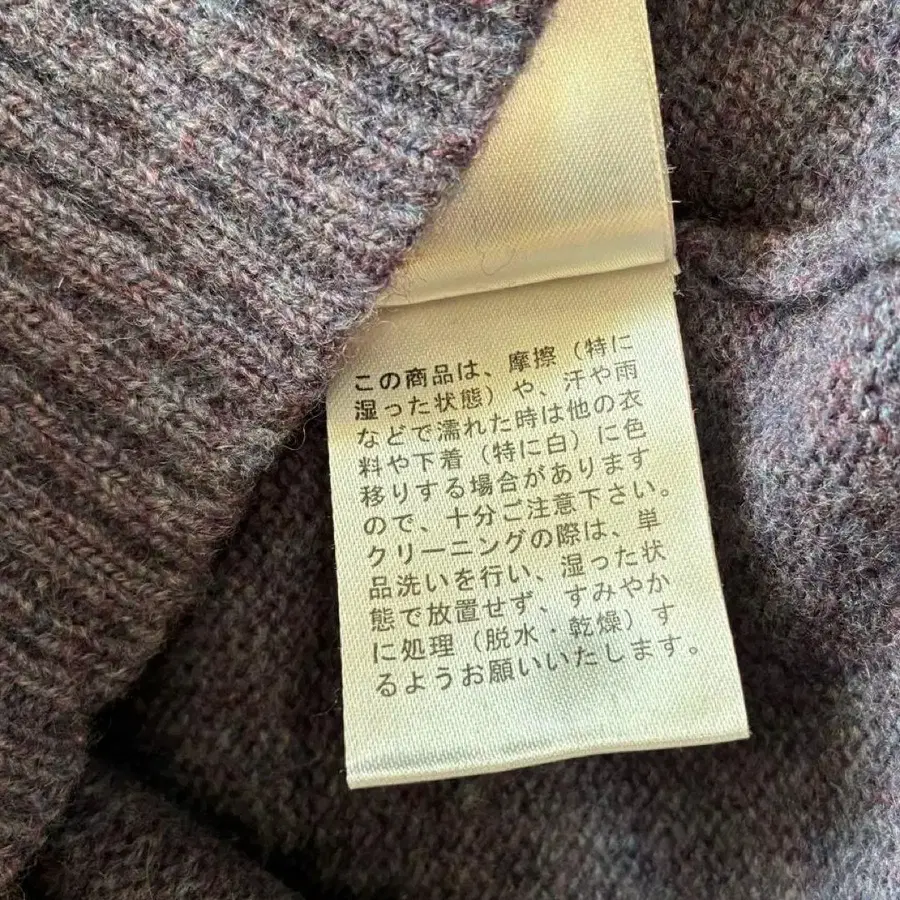 この商品は、摩擦（特に
湿った状態）や、汗や雨
などで濡れた時は他の衣
料や下着（特に白）に色
移りする場合があります
ので、十分ご注意下さい。
クリーニングの際は、単
品洗いを行い、湿った状
態で放置せず、すみやか
に処理（脱水・乾燥）す
るようお願いいたします。